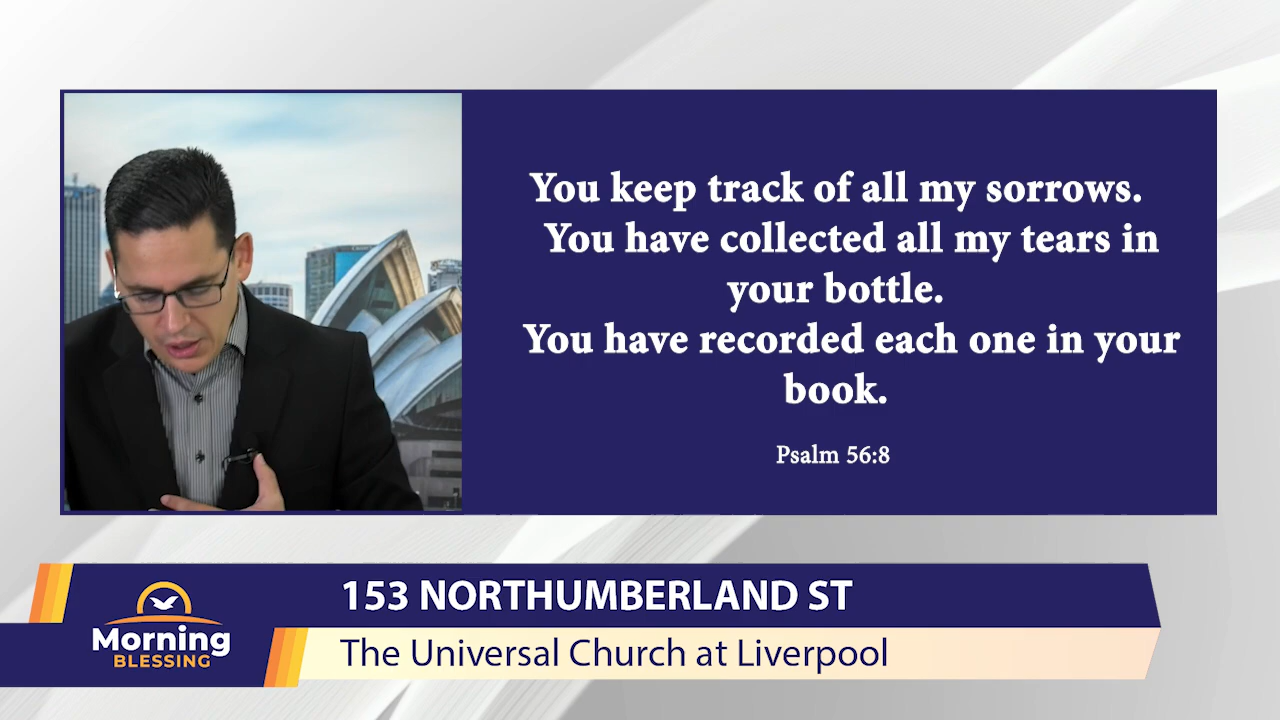 You keep track of all my sorrows.
You have collected all my tears in
your bottle.
You have recorded each one in your
book.
Psalm 56:8
153 NORTHUMBERLAND ST
The Universal Church at Liverpool
Morning
BLESSING